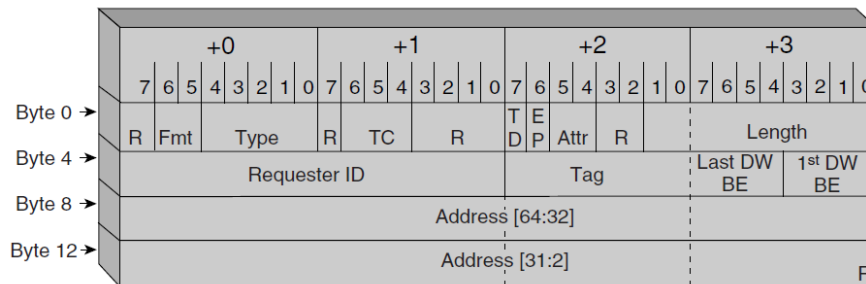 +0 +1 +2 +3
7 6 5 4 3 2 1 0 7 6 5 4 3 2 1 0 7 6 5 4 3 2 1 0 7 6 5 4 3 2 1 0
Byte 0 R Fmt Type R TC R TD EP Attr R Length
Byte 4 Requester ID Tag Last DW BE 1st DW BE
Byte 8 Address [64:32]
Byte 12 Address [31:2]